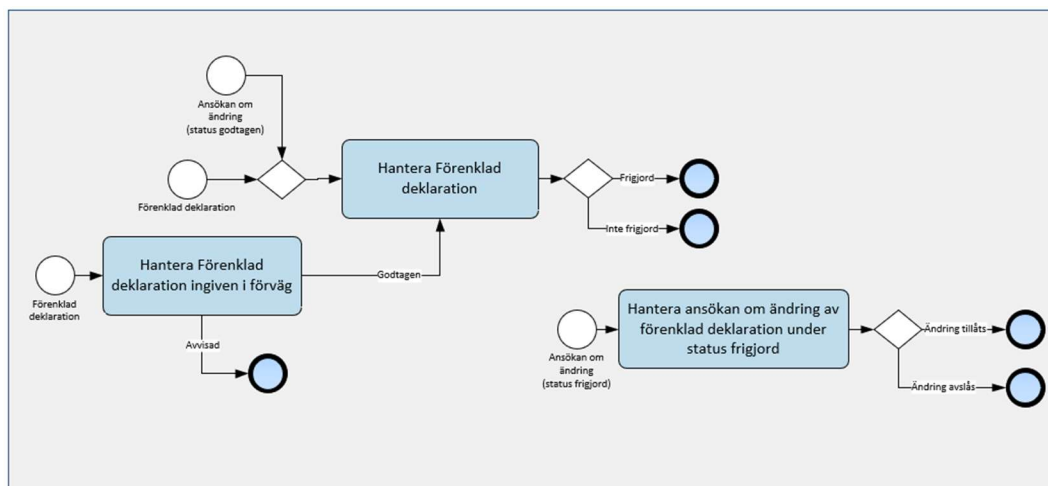 Ansökan om
ändring
(status godtagen)
Förenklad deklaration
Hantera Förenklad
deklaration
Frigjord
Inte frigjord
Förenklad
deklaration
Hantera Förenklad
deklaration ingiven i förväg
Godtagen
Avvisad
Ansökan om
ändring
(status frigjord)
Hantera ansökan om ändring av
förenklad deklaration under
status frigjord
Ändring tillåts
Ändring avslås